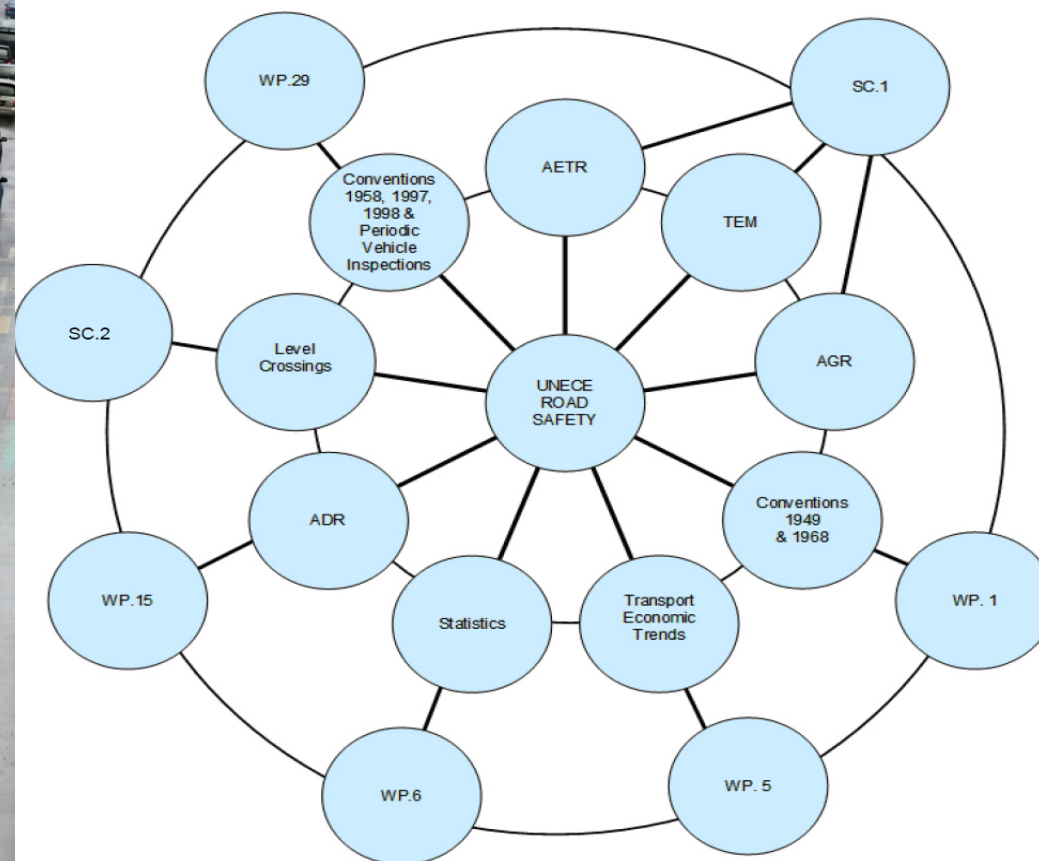 WP.29
SC.1
AETR
Conventions
1958, 1997,
1998 &
Periodic
Vehicle
Inspections
TEM
SC.2
Level
Crossings
AGR
UNECE
ROAD
SAFETY
ADR
Conventions
1949
& 1968
WP.15
Statistics
Transport
Economic
Trends
WP. 1
WP.6
WP. 5